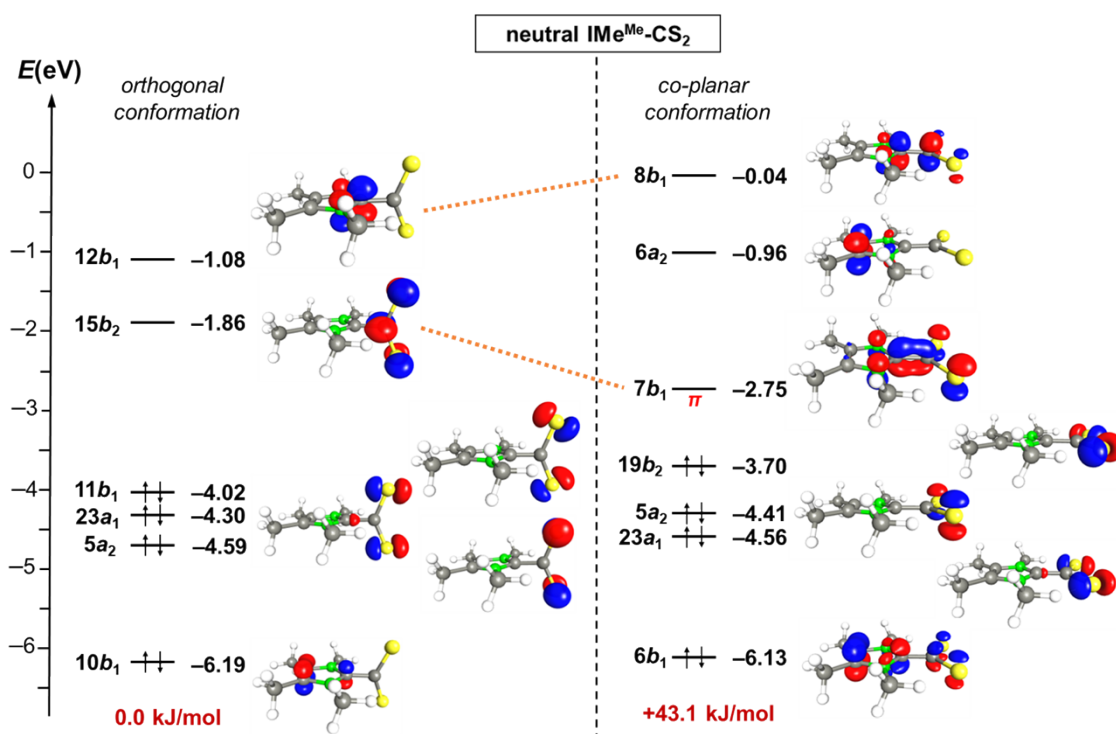 neutral IMeᴹᵉ-CS₂
E(eV)
orthogonal
conformation
co-planar
conformation
0
–1
–2
–3
–4
–5
–6
12b₁ –1.08
15b₂ –1.86
11b₁ –4.02
23a₁ –4.30
5a₂ –4.59
10b₁ –6.19
0.0 kJ/mol
8b₁ –0.04
6a₂ –0.96
7b₁ –2.75
π
19b₂ –3.70
5a₂ –4.41
23a₁ –4.56
6b₁ –6.13
+43.1 kJ/mol